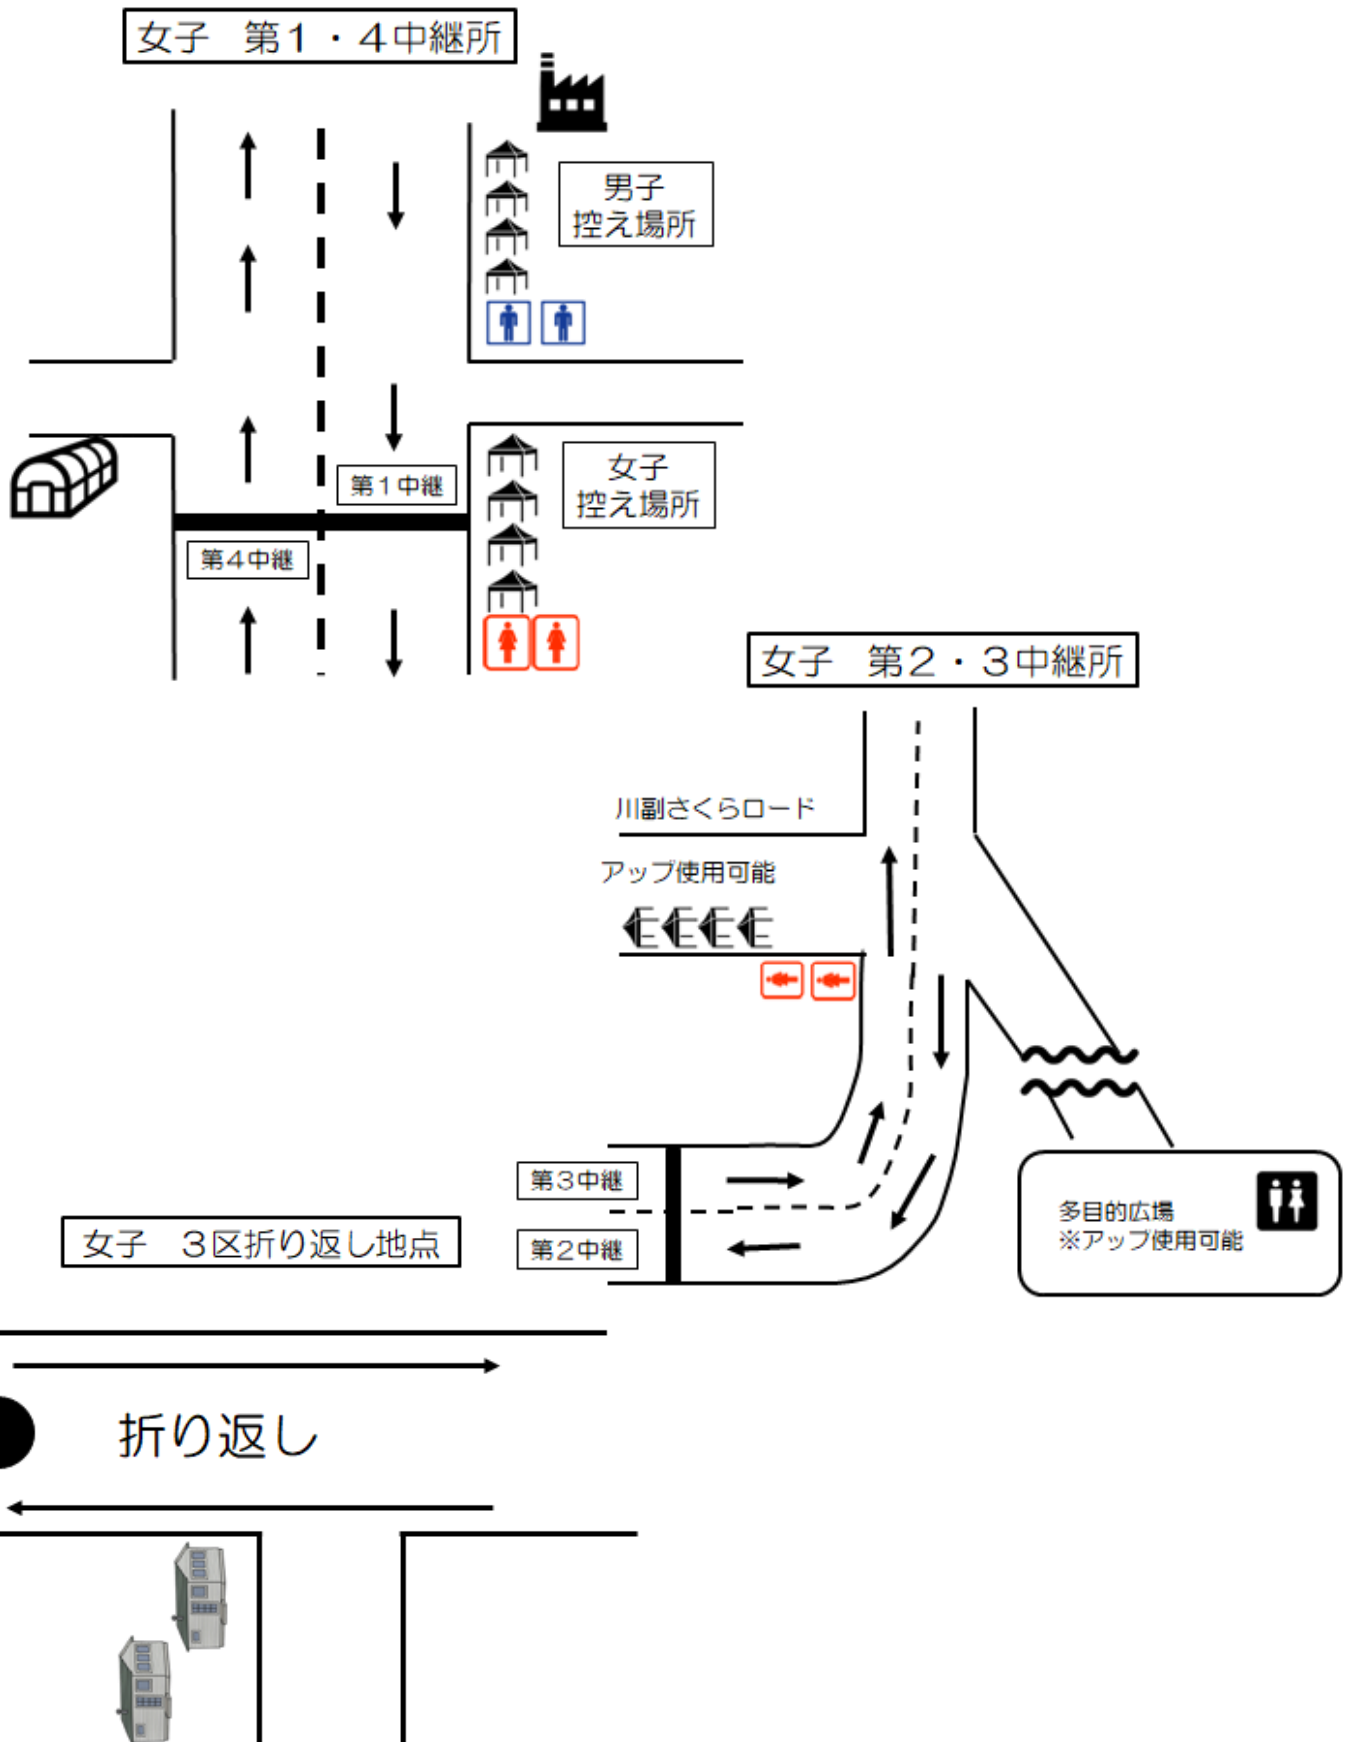 女子　第１・４中継所
男子
控え場所
第１中継
女子
控え場所
第４中継
女子　第２・３中継所
川副さくらロード
アップ使用可能
第３中継
第２中継
多目的広場
※アップ使用可能
女子　３区折り返し地点
折り返し